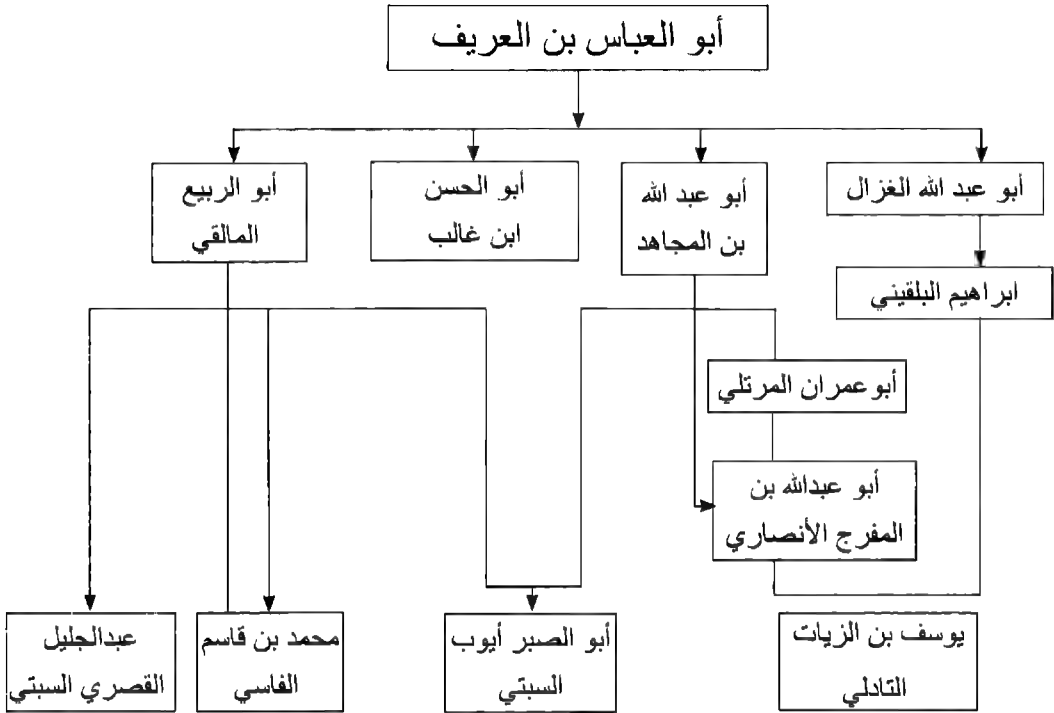 أبو العباس بن العريف
أبو عبد الله الغزال
أبو عبد الله
بن المجاهد
أبو الحسن
ابن غالب
أبو الربيع
المالقي
ابراهيم البلقيني
أبو عمران المرتلي
أبو عبدالله بن
المفرج الأنصاري
يوسف بن الزيات
التادلي
أبو الصبر أيوب
السبتي
محمد بن قاسم
الفاسي
عبدالجليل
القصري السبتي